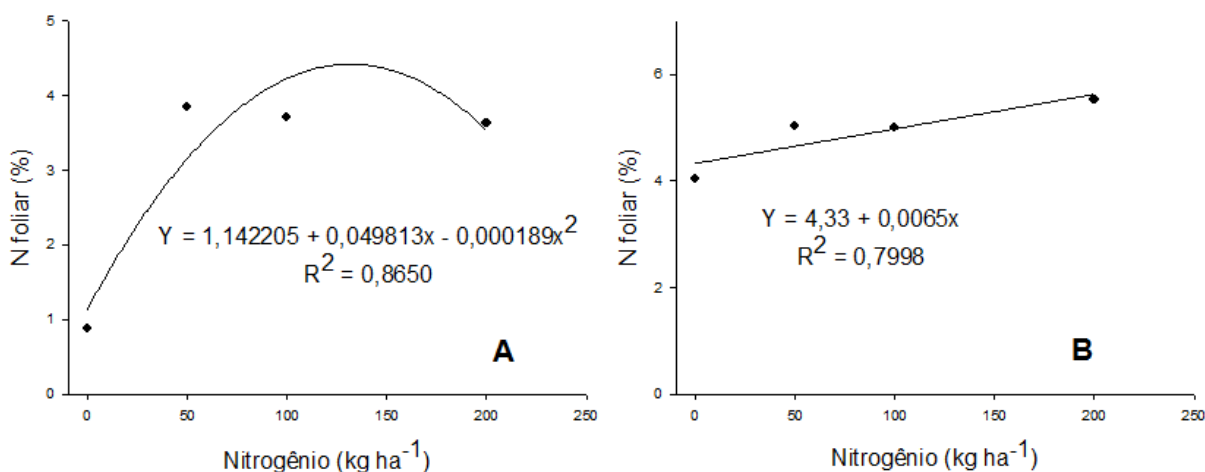 5
4
3
2
1
0
N foliar (%)
Y = 1,142205 + 0,049813x - 0,000189x²
R² = 0,8650
A
0 50 100 150 200 250
Nitrogênio (kg ha⁻¹)
6
4
2
0
N foliar (%)
Y = 4,33 + 0,0065x
R² = 0,7998
B
0 50 100 150 200 250
Nitrogênio (kg ha⁻¹)